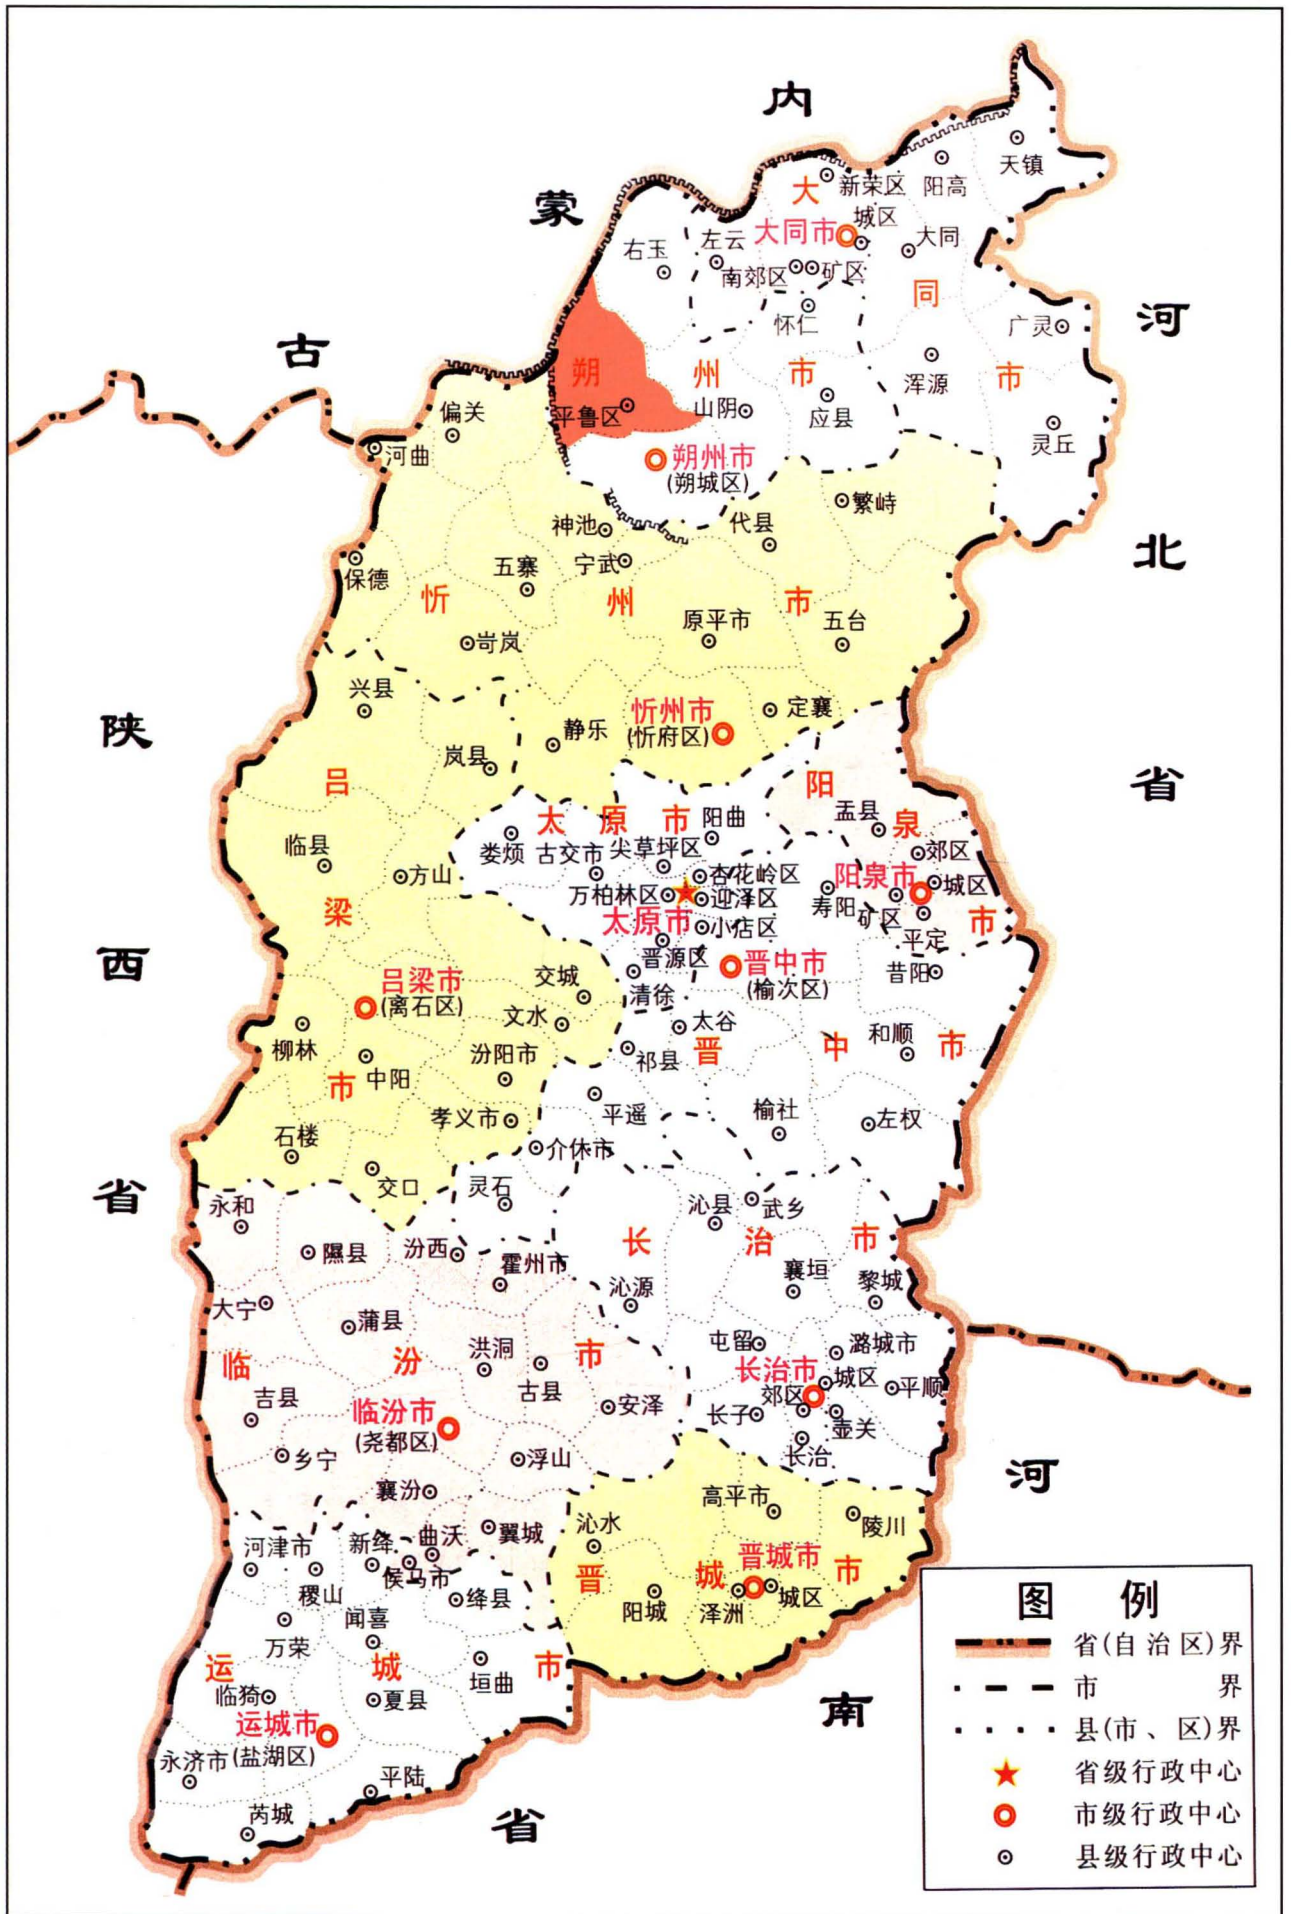 内
蒙
古
河
北
省
陕
西
省
河
南
省
天镇
大
新荣区
阳高
城区
大同市
大同
右玉
左云
南郊区
矿区
同
怀仁
广灵
朔
州
市
浑源
市
平鲁区
山阴
应县
灵丘
偏关
河曲
朔州市
(朔城区)
繁峙
神池
代县
保德
五寨
宁武
忻
州
市
原平市
五台
岢岚
兴县
忻州市
(忻府区)
定襄
静乐
岚县
吕
阳
太
原
市
阳曲
盂县
泉
娄烦
古交市
尖草坪区
郊区
临县
方山
杏花岭区
阳泉市
城区
万柏林区
迎泽区
寿阳
矿区
梁
太原市
小店区
平定
市
晋源区
晋中市
(榆次区)
昔阳
吕梁市
(离石区)
交城
清徐
文水
太谷
和顺
柳林
汾阳市
祁县
晋
中
市
市
中阳
孝义市
平遥
榆社
左权
石楼
介休市
交口
灵石
永和
沁县
武乡
隰县
汾西
霍州市
长
治
市
大宁
沁源
襄垣
黎城
蒲县
临
汾
市
洪洞
屯留
潞城市
古县
长治市
城区
平顺
吉县
临汾市
(尧都区)
安泽
郊区
长子
壶关
乡宁
浮山
长治
襄汾
高平市
河津市
新绛
曲沃
翼城
沁水
陵川
侯马市
晋城市
稷山
绛县
晋
城
市
万荣
闻喜
阳城
泽洲
城区
运
城
市
临猗
夏县
垣曲
运城市
(盐湖区)
永济市
平陆
芮城
图 例
省(自治区)界
市 界
县(市、区)界
省级行政中心
市级行政中心
县级行政中心